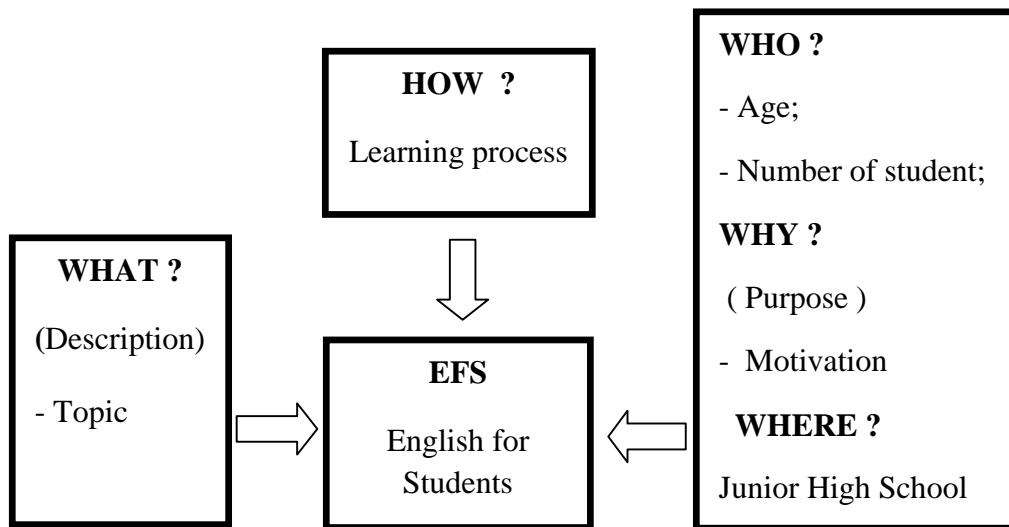 WHAT ?
(Description)
- Topic
HOW  ?
Learning process
EFS
English for
Students
WHO ?
- Age;
- Number of student;
WHY ?
( Purpose )
-  Motivation
WHERE ?
Junior High School